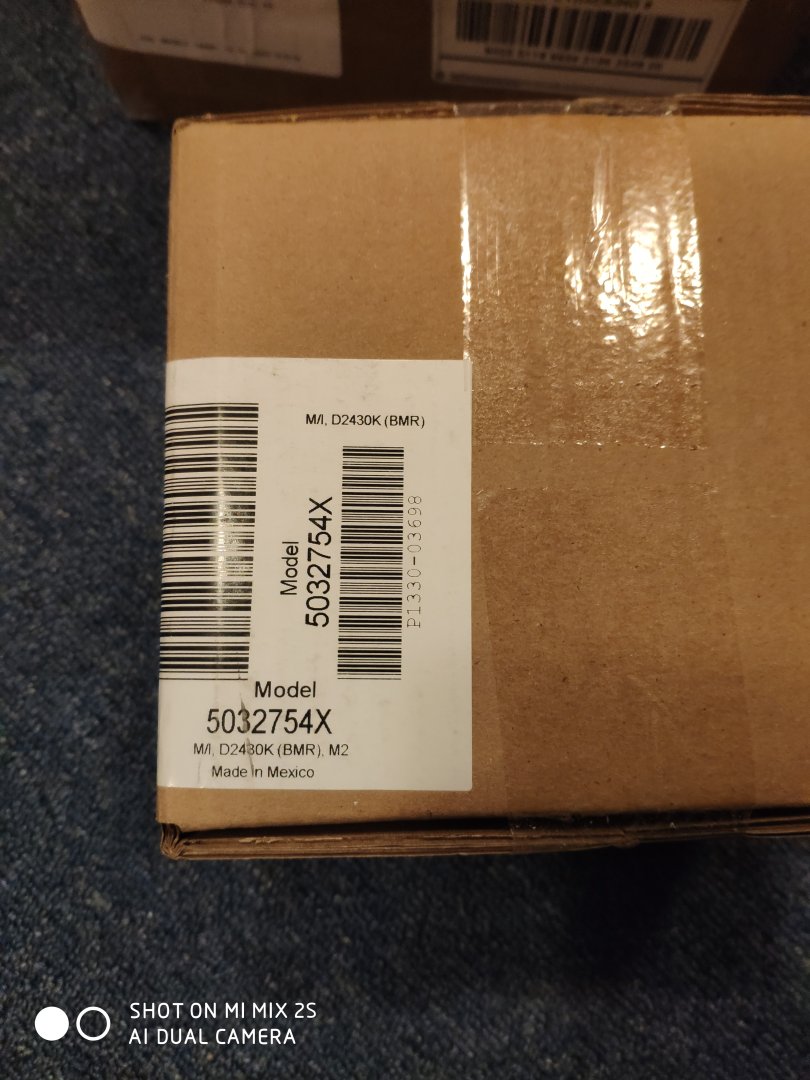 M/I, D2430K (BMR)
Model
5032754X
P1330-03698
Model
5032754X
M/I, D2430K (BMR), M2
Made in Mexico
SHOT ON MI MIX 2S
AI DUAL CAMERA